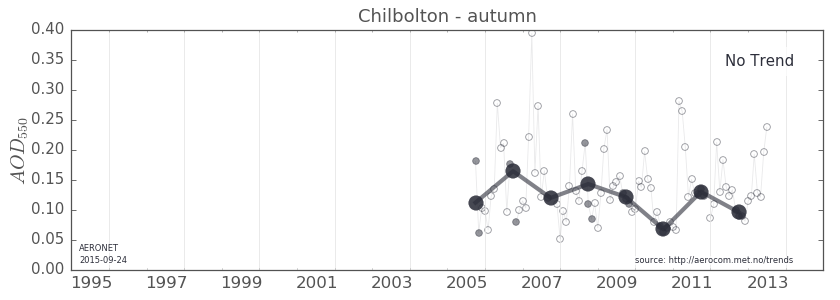 Chilbolton - autumn
0.40
0.35
0.30
0.25
0.20
0.15
0.10
0.05
0.00
AOD550
No Trend
AERONET
2015-09-24
source: http://aerocom.met.no/trends
1995 1997 1999 2001 2003 2005 2007 2009 2011 2013